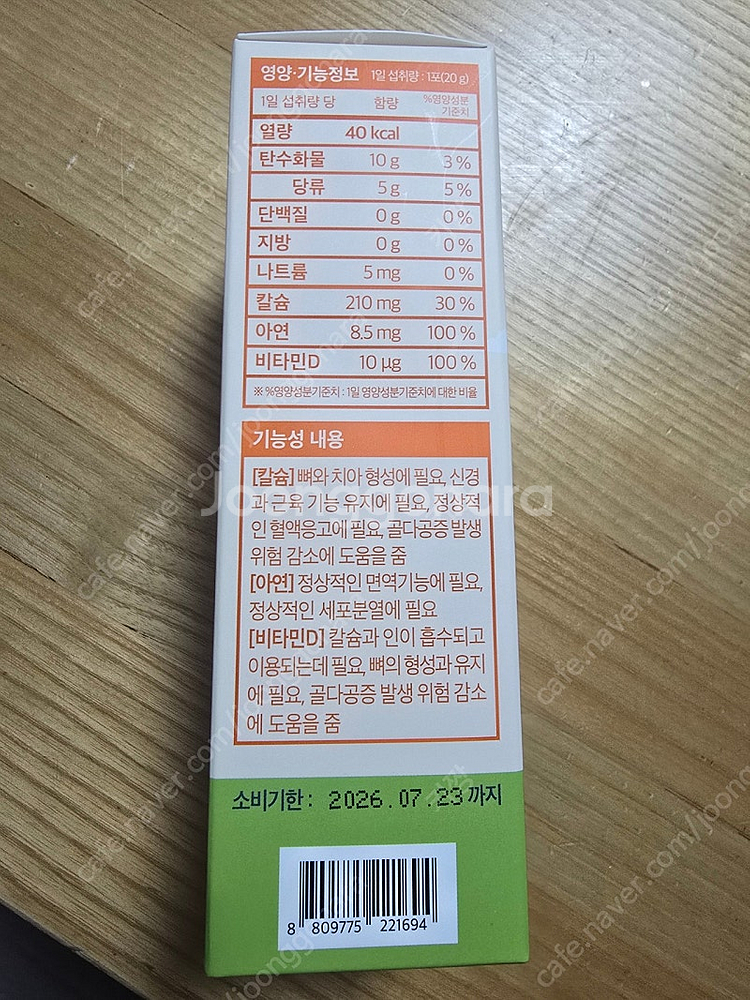 영양·기능정보 1일 섭취량 : 1포(20 g)
1일 섭취량 당 함량 %영양성분 기준치
열량 40 kcal
탄수화물 10 g 3 %
당류 5 g 5 %
단백질 0 g 0 %
지방 0 g 0 %
나트륨 5 mg 0 %
칼슘 210 mg 30 %
아연 8.5 mg 100 %
비타민D 10 µg 100 %
※ %영양성분기준치 : 1일 영양성분기준치에 대한 비율
기능성 내용
[칼슘] 뼈와 치아 형성에 필요, 신경
과 근육 기능 유지에 필요, 정상적
인 혈액응고에 필요, 골다공증 발생
위험 감소에 도움을 줌
[아연] 정상적인 면역기능에 필요,
정상적인 세포분열에 필요
[비타민D] 칼슘과 인이 흡수되고
이용되는데 필요, 뼈의 형성과 유지
에 필요, 골다공증 발생 위험 감소
에 도움을 줌
소비기한 : 2026.07.23 까지
8 809775 221694
Joonggonara
cafe.naver.com/joonggonara